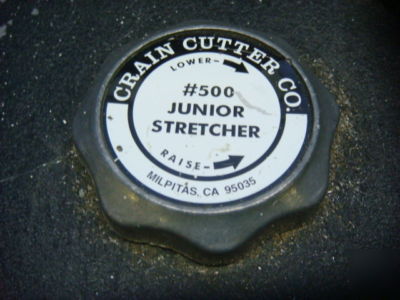 CRAIN CUTTER CO.
LOWER
#500
JUNIOR
STRETCHER
RAISE
MILPITAS, CA 95035